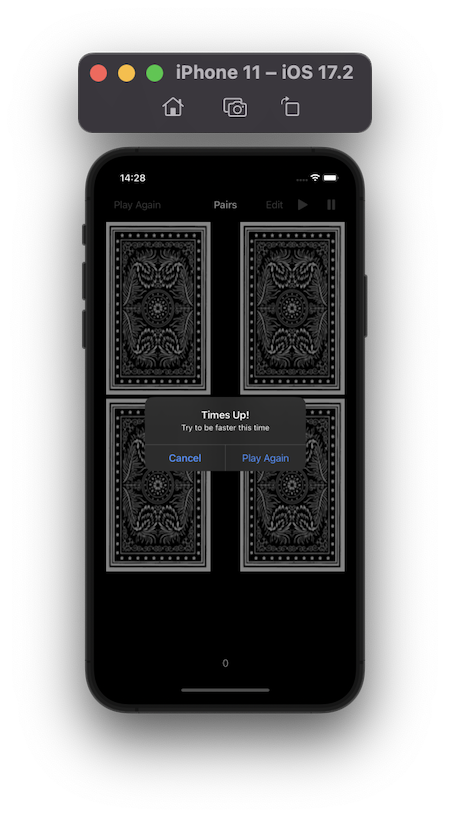 iPhone 11 – iOS 17.2
14:28
Play Again Pairs Edit
Times Up!
Try to be faster this time
Cancel Play Again
0